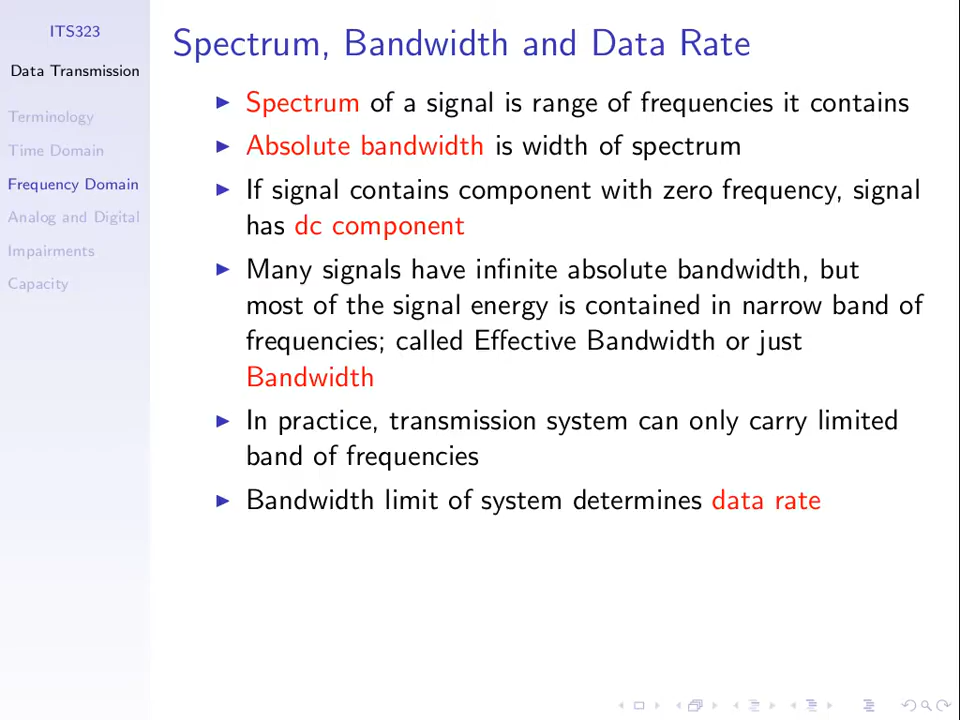 ITS323
Data Transmission
Terminology
Time Domain
Frequency Domain
Analog and Digital
Impairments
Capacity
Spectrum, Bandwidth and Data Rate
Spectrum of a signal is range of frequencies it contains
Absolute bandwidth is width of spectrum
If signal contains component with zero frequency, signal
has dc component
Many signals have infinite absolute bandwidth, but
most of the signal energy is contained in narrow band of
frequencies; called Effective Bandwidth or just
Bandwidth
In practice, transmission system can only carry limited
band of frequencies
Bandwidth limit of system determines data rate